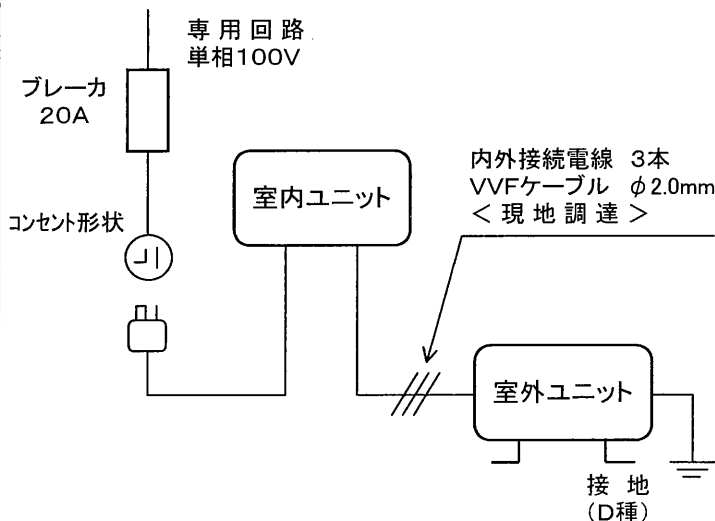 専用回路
単相100V
ブレーカ
20A
コンセント形状
室内ユニット
内外接続電線 3本
VVFケーブル φ2.0mm
＜現地調達＞
室外ユニット
接地
（D種）